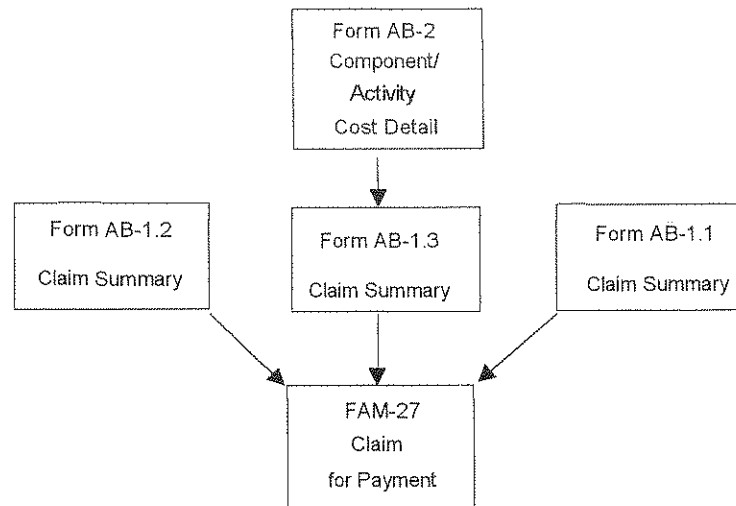 Form AB-2
Component/
Activity
Cost Detail
Form AB-1.2
Claim Summary
Form AB-1.3
Claim Summary
Form AB-1.1
Claim Summary
FAM-27
Claim
for Payment